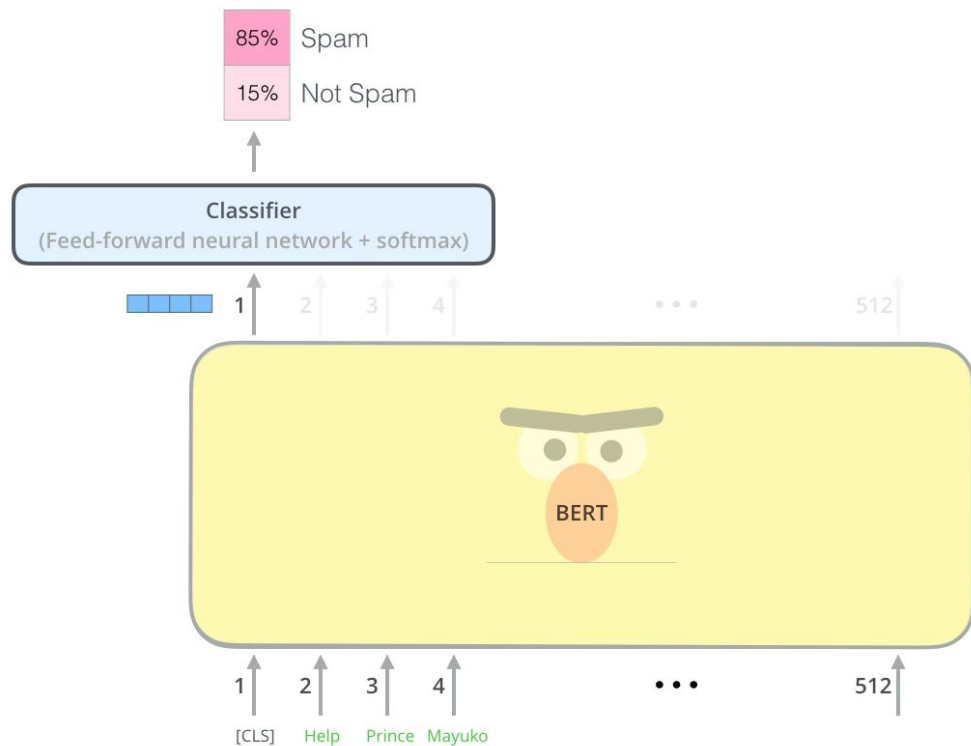 85% Spam
15% Not Spam
Classifier
(Feed-forward neural network + softmax)
1 2 3 4 ••• 512
BERT
1 2 3 4 ••• 512
[CLS] Help Prince Mayuko